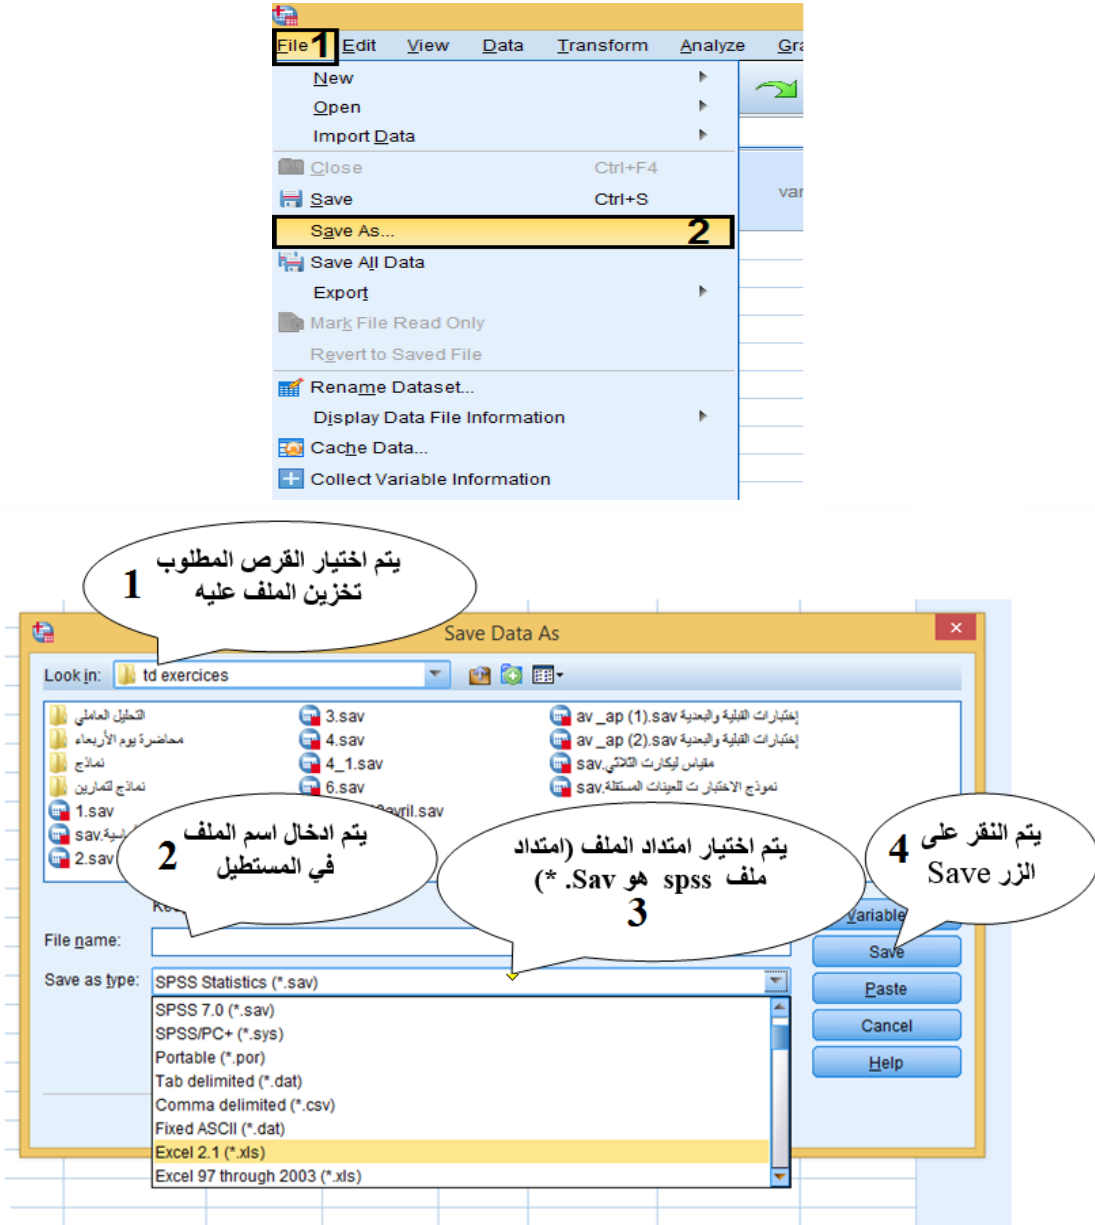 File 1 Edit View Data Transform Analyze Gra
New
Open
Import Data
Close Ctrl+F4
var
Save Ctrl+S
Save As... 2
Save All Data
Export
Mark File Read Only
Revert to Saved File
Rename Dataset...
Display Data File Information
Cache Data...
Collect Variable Information
يتم اختيار القرص المطلوب
تخزين الملف عليه
1
Save Data As
Look in: td exercices
التحليل العاملي
محاضرة يوم الأربعاء
نماذج
نماذج لتمارين
1.sav
2.sav
3.sav
4.sav
4_1.sav
6.sav
avril.sav
إختبارات القبلية والبعدية av _ap (1).sav
إختبارات القبلية والبعدية av _ap (2).sav
مقياس ليكارت الثلاثي.sav
نموذج الاختبار ت للعينات المستقلة.sav
يتم ادخال اسم الملف
في المستطيل
2
يتم اختيار امتداد الملف (امتداد
ملف spss هو Sav. *)
3
يتم النقر على
الزر Save
4
File name:
Save as type: SPSS Statistics (*.sav)
SPSS 7.0 (*.sav)
SPSS/PC+ (*.sys)
Portable (*.por)
Tab delimited (*.dat)
Comma delimited (*.csv)
Fixed ASCII (*.dat)
Excel 2.1 (*.xls)
Excel 97 through 2003 (*.xls)
Variable
Save
Paste
Cancel
Help